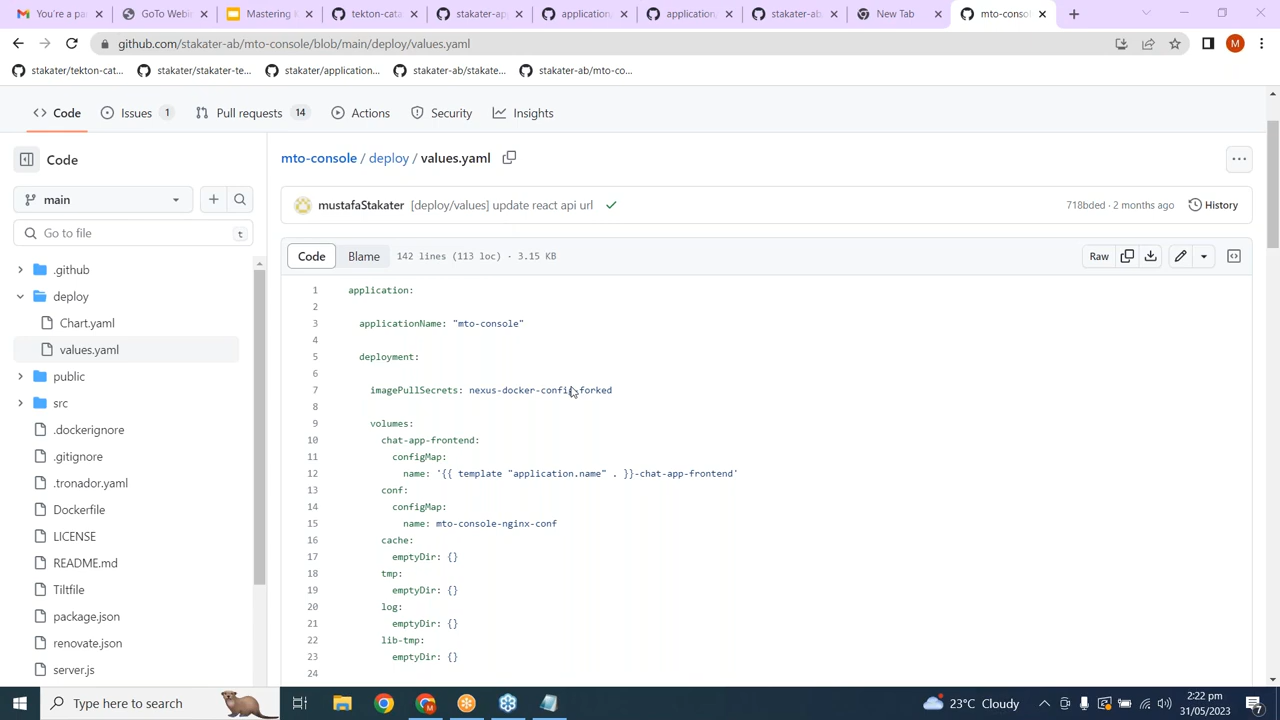 You're a pa
GoTo Webi
Mastering
tekton-cata
stakater-app
application
application
stakater-ab
New Tab
mto-conso
github.com/stakater-ab/mto-console/blob/main/deploy/values.yaml
M
stakater/tekton-cat...
stakater/stakater-te...
stakater/application...
stakater-ab/stakate...
stakater-ab/mto-co...
Code
Issues 1
Pull requests 14
Actions
Security
Insights
Code
main
Go to file
t
.github
deploy
Chart.yaml
values.yaml
public
src
.dockerignore
.gitignore
.tronador.yaml
Dockerfile
LICENSE
README.md
Tiltfile
package.json
renovate.json
server.js
mto-console / deploy / values.yaml
mustafaStakater [deploy/values] update react api url
718bded · 2 months ago
History
Code
Blame
142 lines (113 loc) · 3.15 KB
Raw
1 application:
2
3 applicationName: "mto-console"
4
5 deployment:
6
7 imagePullSecrets: nexus-docker-config-forked
8
9 volumes:
10 chat-app-frontend:
11 configMap:
12 name: '{{ template "application.name" . }}-chat-app-frontend'
13 conf:
14 configMap:
15 name: mto-console-nginx-conf
16 cache:
17 emptyDir: {}
18 tmp:
19 emptyDir: {}
20 log:
21 emptyDir: {}
22 lib-tmp:
23 emptyDir: {}
24
Type here to search
23°C Cloudy
2:22 pm
31/05/2023
7